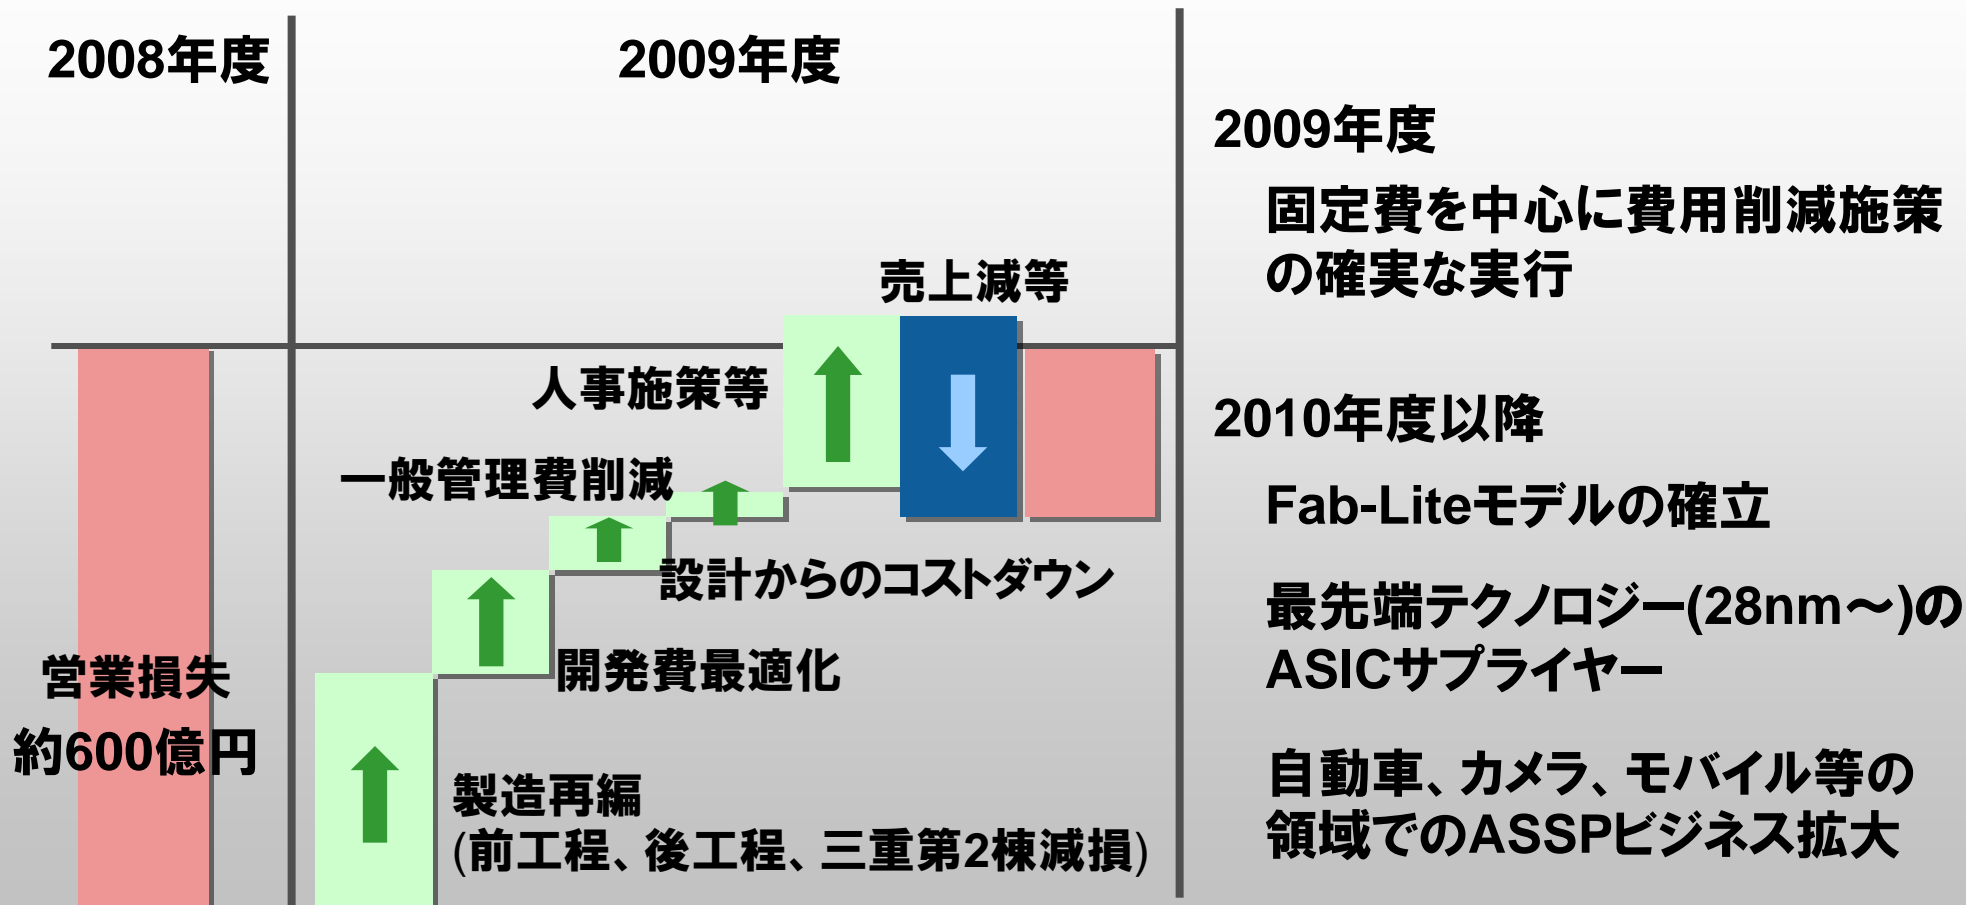 2008年度
2009年度
売上減等
人事施策等
一般管理費削減
設計からのコストダウン
開発費最適化
営業損失
約600億円
製造再編
(前工程、後工程、三重第2棟減損)
2009年度
固定費を中心に費用削減施策
の確実な実行
2010年度以降
Fab-Liteモデルの確立
最先端テクノロジー(28nm～)の
ASICサプライヤー
自動車、カメラ、モバイル等の
領域でのASSPビジネス拡大